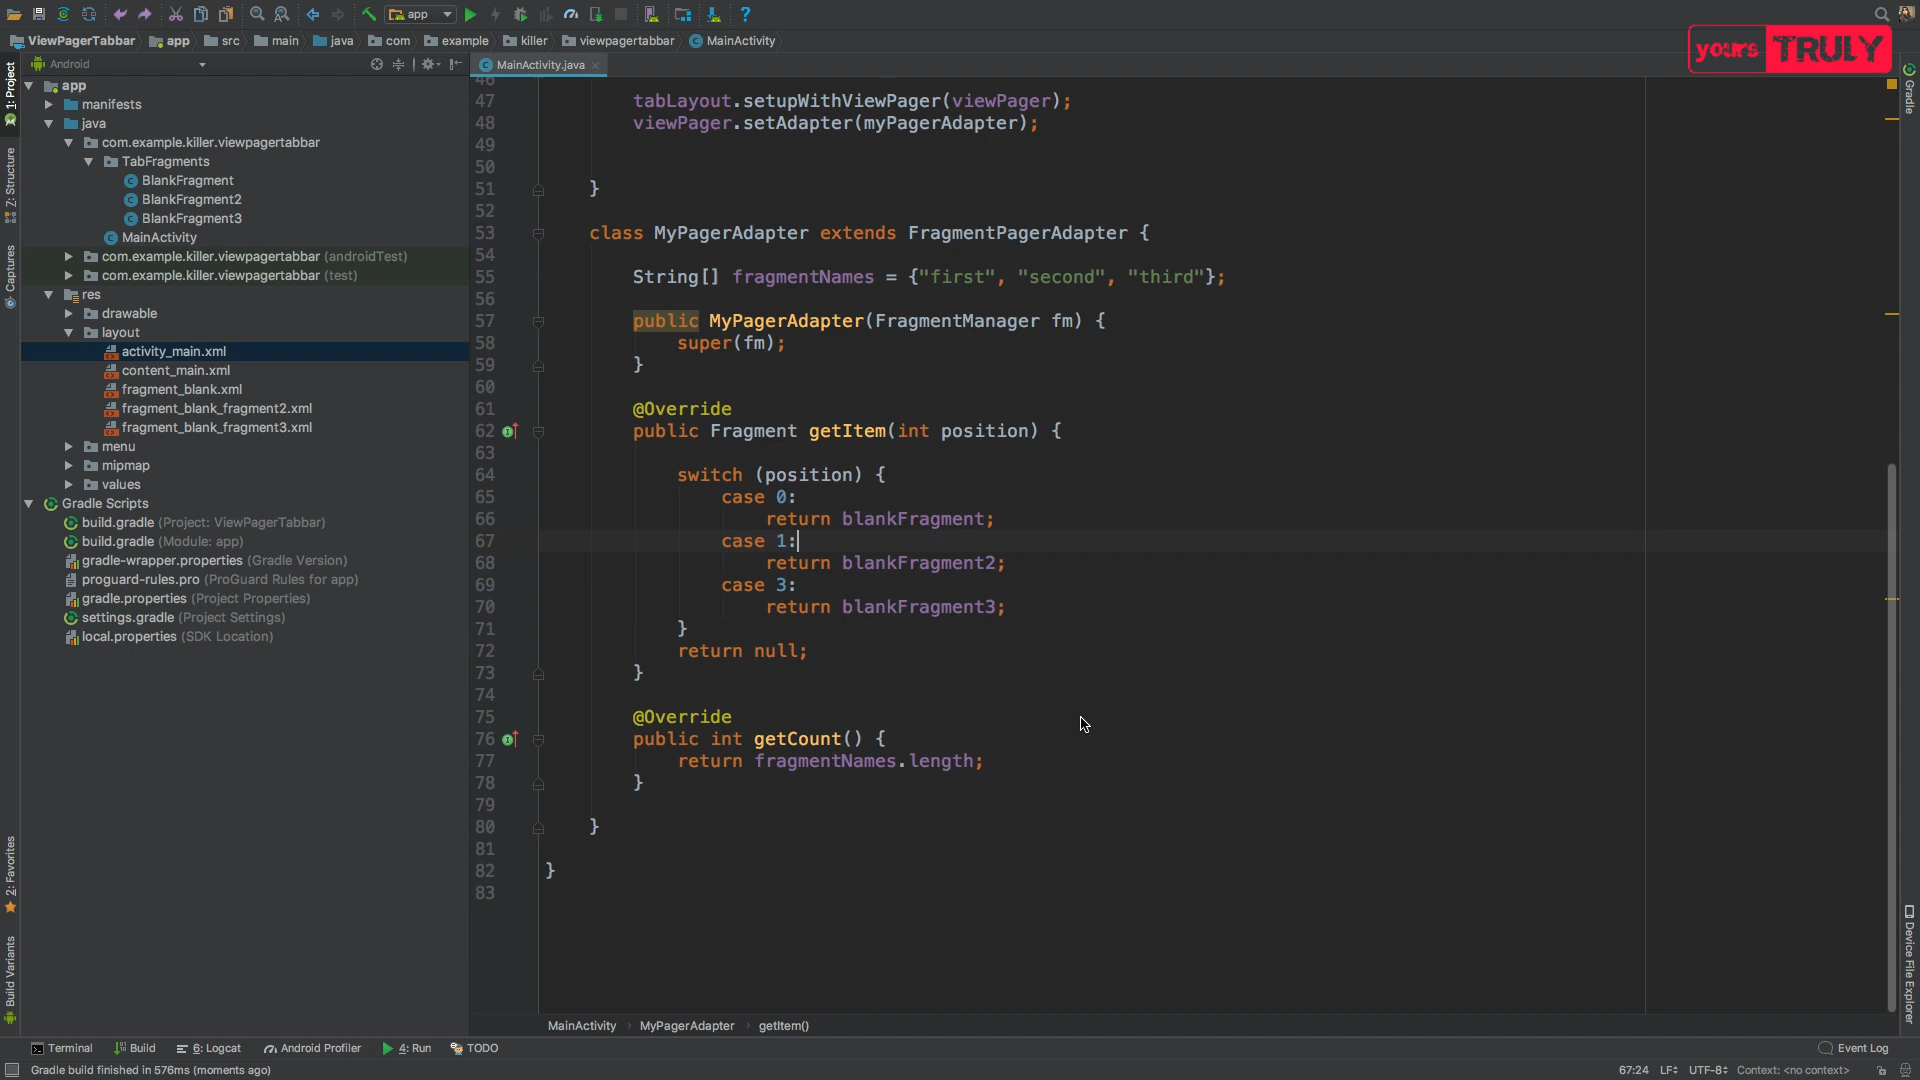 app
yours TRULY
ViewPagerTabbar app src main java com example killer viewpagertabbar MainActivity
Android
MainActivity.java
1: Project
Z: Structure
Captures
2: Favorites
Build Variants
app
manifests
java
com.example.killer.viewpagertabbar
TabFragments
BlankFragment
BlankFragment2
BlankFragment3
MainActivity
com.example.killer.viewpagertabbar (androidTest)
com.example.killer.viewpagertabbar (test)
res
drawable
layout
activity_main.xml
content_main.xml
fragment_blank.xml
fragment_blank_fragment2.xml
fragment_blank_fragment3.xml
menu
mipmap
values
Gradle Scripts
build.gradle (Project: ViewPagerTabbar)
build.gradle (Module: app)
gradle-wrapper.properties (Gradle Version)
proguard-rules.pro (ProGuard Rules for app)
gradle.properties (Project Properties)
settings.gradle (Project Settings)
local.properties (SDK Location)
46
47 tabLayout.setupWithViewPager(viewPager);
48 viewPager.setAdapter(myPagerAdapter);
49
50
51 }
52
53 class MyPagerAdapter extends FragmentPagerAdapter {
54
55 String[] fragmentNames = {"first", "second", "third"};
56
57 public MyPagerAdapter(FragmentManager fm) {
58 super(fm);
59 }
60
61 @Override
62 public Fragment getItem(int position) {
63
64 switch (position) {
65 case 0:
66 return blankFragment;
67 case 1:
68 return blankFragment2;
69 case 3:
70 return blankFragment3;
71 }
72 return null;
73 }
74
75 @Override
76 public int getCount() {
77 return fragmentNames.length;
78 }
79
80 }
81
82 }
83
Gradle
Device File Explorer
MainActivity MyPagerAdapter getItem()
Terminal Build 6: Logcat Android Profiler 4: Run TODO Event Log
Gradle build finished in 576ms (moments ago) 67:24 LF UTF-8 Context: <no context>